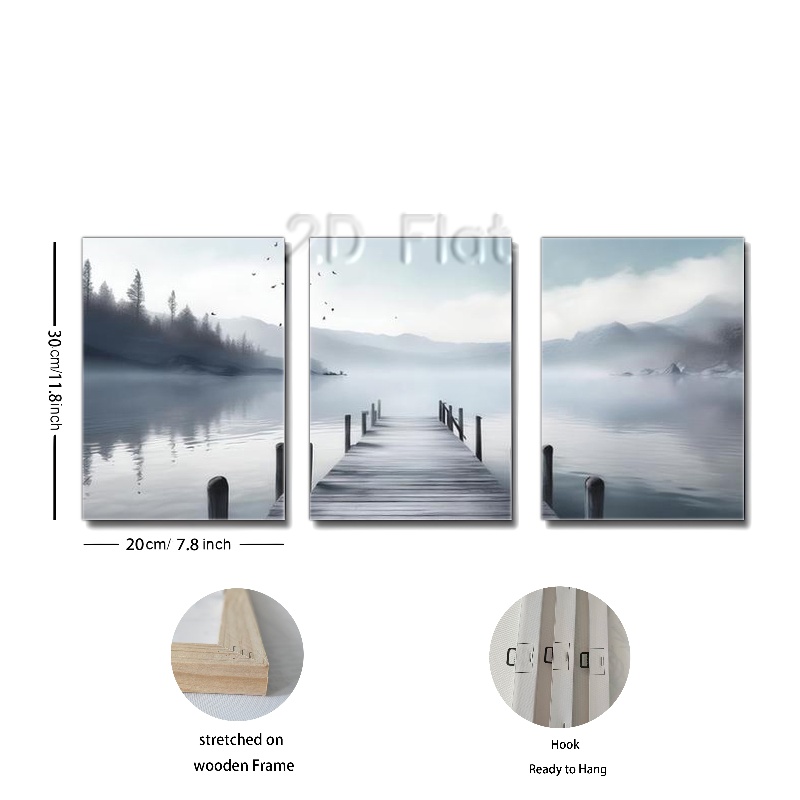 2D Flat
30cm/11.8inch
20cm/ 7.8 inch
stretched on
wooden Frame
Hook
Ready to Hang